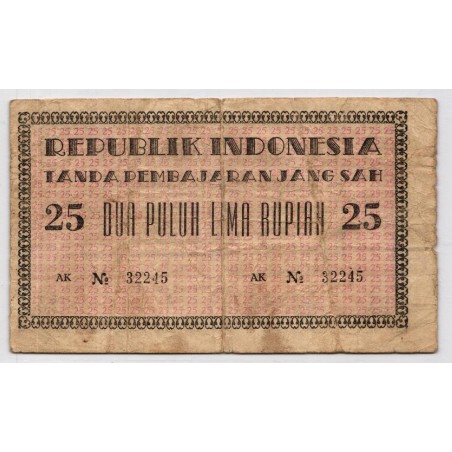 REPUBLIK INDONESIA
TANDA PEMBAJARAN JANG SAH
25 DUA PULUH LIMA RUPIAH 25
AK № 32245 AK № 32245